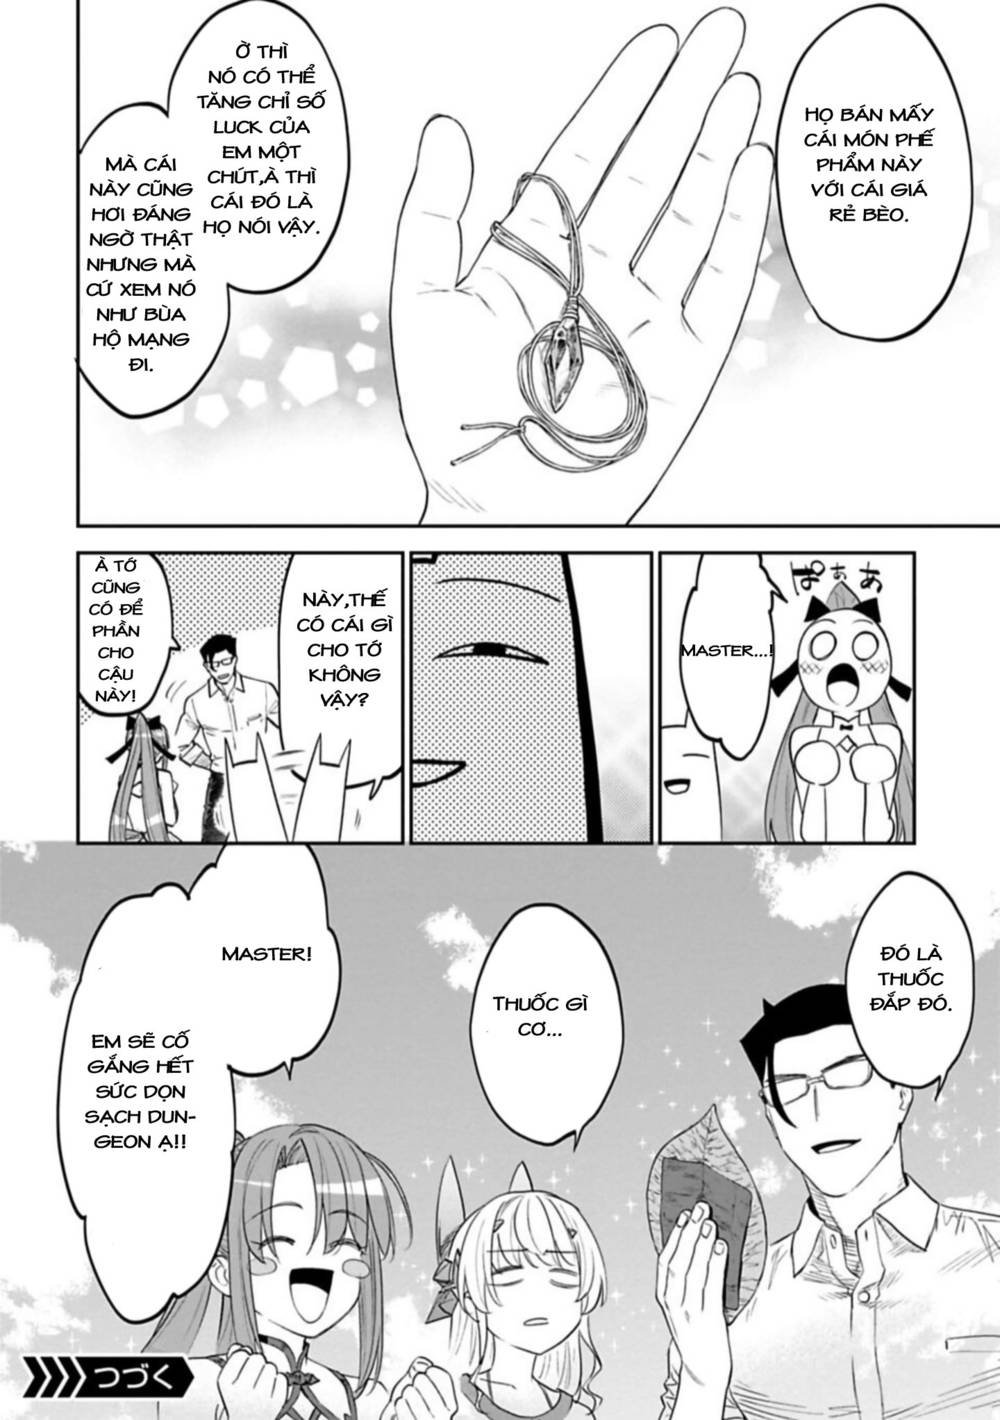 HỌ BÁN MẤY
CÁI MÓN PHẾ
PHẨM NÀY
VỚI CÁI GIÁ
RẺ BÈO.
Ờ THÌ
NÓ CÓ THỂ
TĂNG CHỈ SỐ
LUCK CỦA
EM MỘT
CHÚT,À THÌ
CÁI ĐÓ LÀ
HỌ NÓI VẬY.
MÀ CÁI
NÀY CŨNG
HƠI ĐÁNG
NGỜ THẬT
NHƯNG MÀ
CỨ XEM NÓ
NHƯ BÙA
HỘ MẠNG
ĐI.
ぱぁぁぁ
MASTER...!
NÀY,THẾ
CÓ CÁI GÌ
CHO TỚ
KHÔNG
VẬY?
À TỚ
CŨNG
CÓ ĐỂ
PHẦN
CHO
CẬU
NÀY!
ĐÓ LÀ
THUỐC
ĐẮP ĐÓ.
THUỐC GÌ
CƠ...
MASTER!
EM SẼ CỐ
GẮNG HẾT
SỨC DỌN
SẠCH DUN-
GEON Ạ!!
つづく